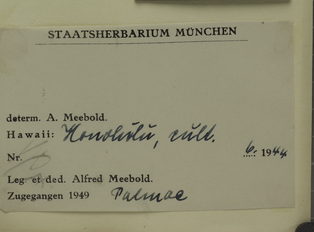 STAATSHERBARIUM MÜNCHEN
determ. A. Meebold.
Hawaii: Honolulu, cult.
Nr. 6. 1944
Leg. et ded. Alfred Meebold.
Zugegangen 1949 Palmae